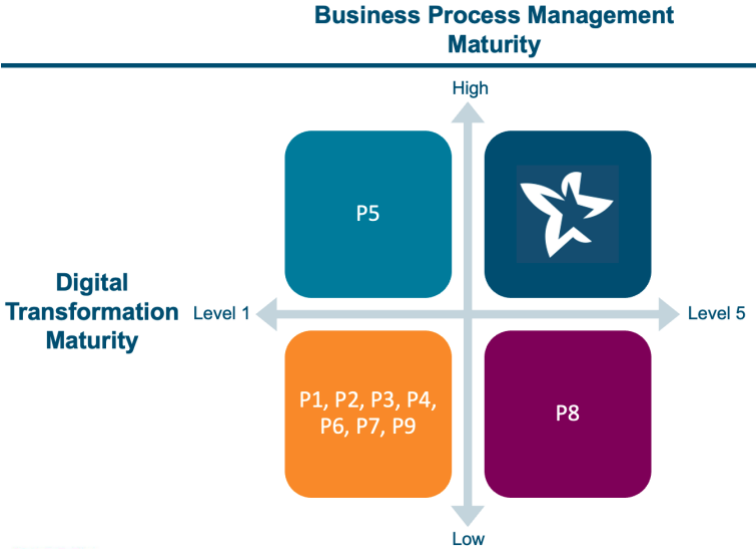 Business Process Management
Maturity
High
P5
Digital
Transformation
Maturity
Level 1
Level 5
P1, P2, P3, P4,
P6, P7, P9
P8
Low